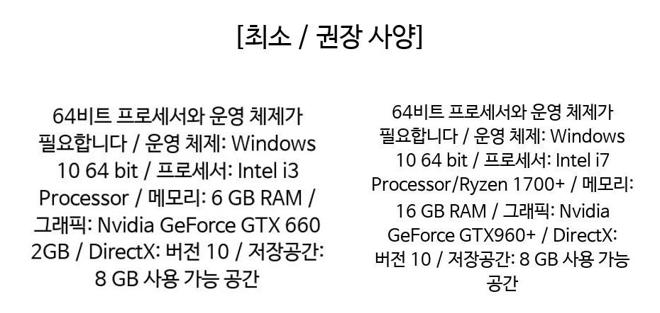 [최소 / 권장 사양]
64비트 프로세서와 운영 체제가
필요합니다 / 운영 체제: Windows
10 64 bit / 프로세서: Intel i3
Processor / 메모리: 6 GB RAM /
그래픽: Nvidia GeForce GTX 660
2GB / DirectX: 버전 10 / 저장공간:
8 GB 사용 가능 공간
64비트 프로세서와 운영 체제가
필요합니다 / 운영 체제: Windows
10 64 bit / 프로세서: Intel i7
Processor/Ryzen 1700+ / 메모리:
16 GB RAM / 그래픽: Nvidia
GeForce GTX960+ / DirectX:
버전 10 / 저장공간: 8 GB 사용 가능
공간